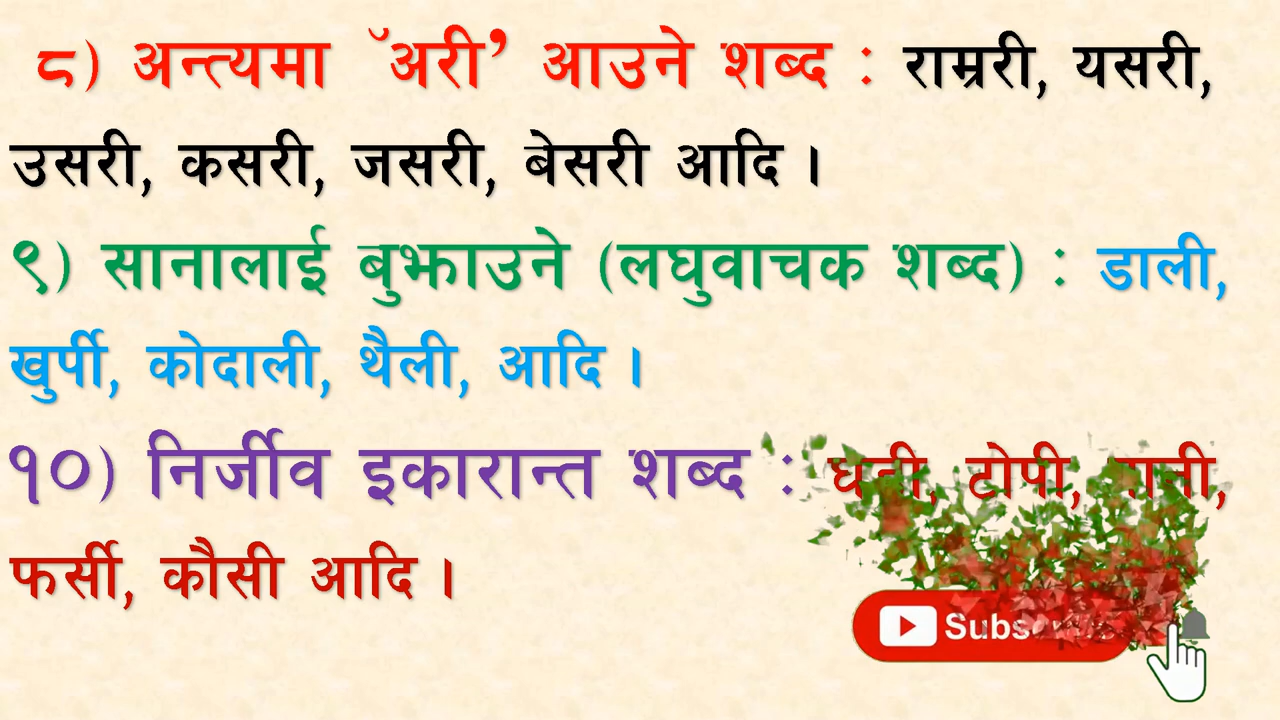 ८) अन्त्यमा ˘अरी’ आउने शब्द : राम्ररी, यसरी,
उसरी, कसरी, जसरी, बेसरी आदि ।
९) सानालाई बुझाउने (लघुवाचक शब्द) : डाली,
खुर्पी, कोदाली, थैली, आदि ।
१०) निर्जीव इकारान्त शब्द : टोपी,
फर्सी, कौसी आदि ।